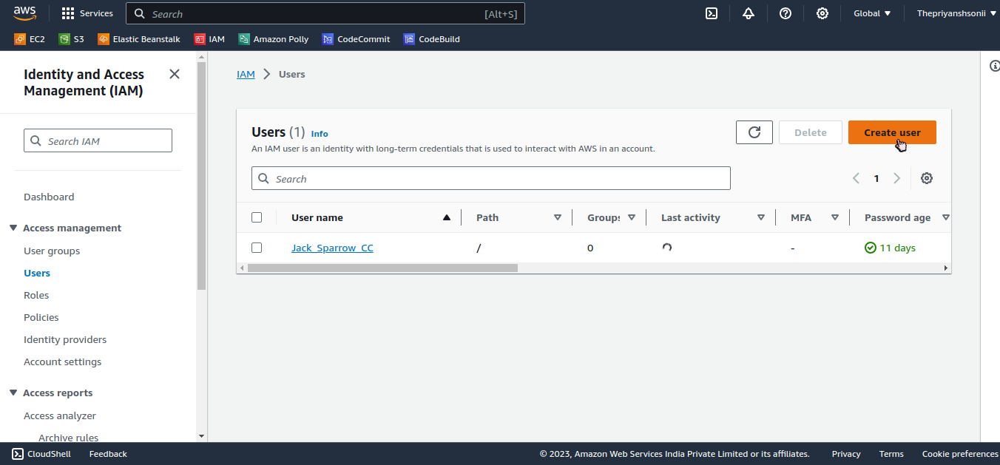 aws
Services
Search
[Alt+S]
Global
Thepriyanshsonii
EC2
S3
Elastic Beanstalk
IAM
Amazon Polly
CodeCommit
CodeBuild
Identity and Access
Management (IAM)
Search IAM
Dashboard
Access management
User groups
Users
Roles
Policies
Identity providers
Account settings
Access reports
Access analyzer
Archive rules
IAM > Users
Users (1) Info
An IAM user is an identity with long-term credentials that is used to interact with AWS in an account.
Delete
Create user
Search
1
User name Path Groups Last activity MFA Password age
Jack_Sparrow_CC / 0 - 11 days
CloudShell Feedback © 2023, Amazon Web Services India Private Limited or its affiliates. Privacy Terms Cookie preferences